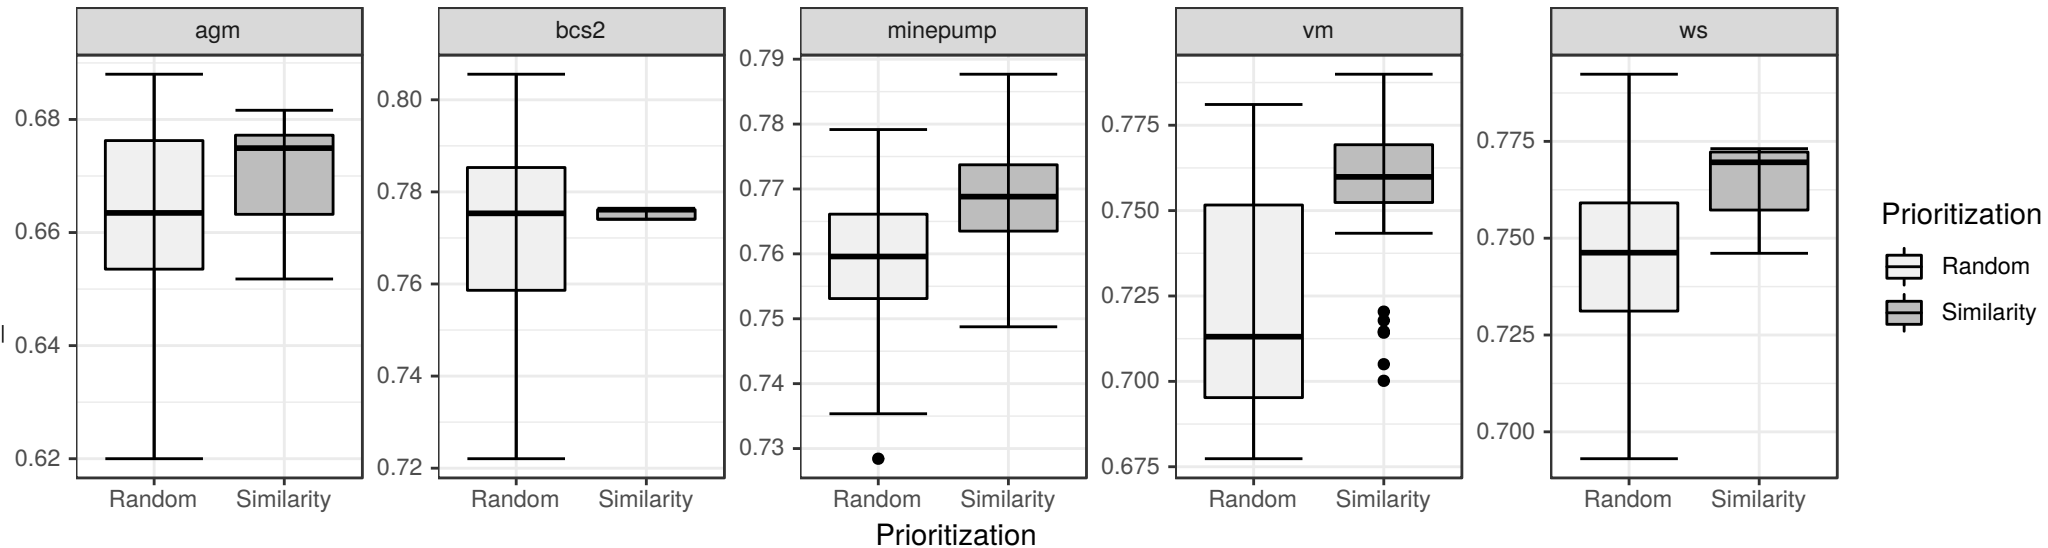 agm
bcs2
minepump
vm
ws
0.68
0.66
0.64
0.62
0.80
0.78
0.76
0.74
0.72
0.79
0.78
0.77
0.76
0.75
0.74
0.73
0.775
0.750
0.725
0.700
0.675
0.775
0.750
0.725
0.700
Random Similarity
Random Similarity
Random Similarity
Random Similarity
Random Similarity
Prioritization
Prioritization
Random
Similarity